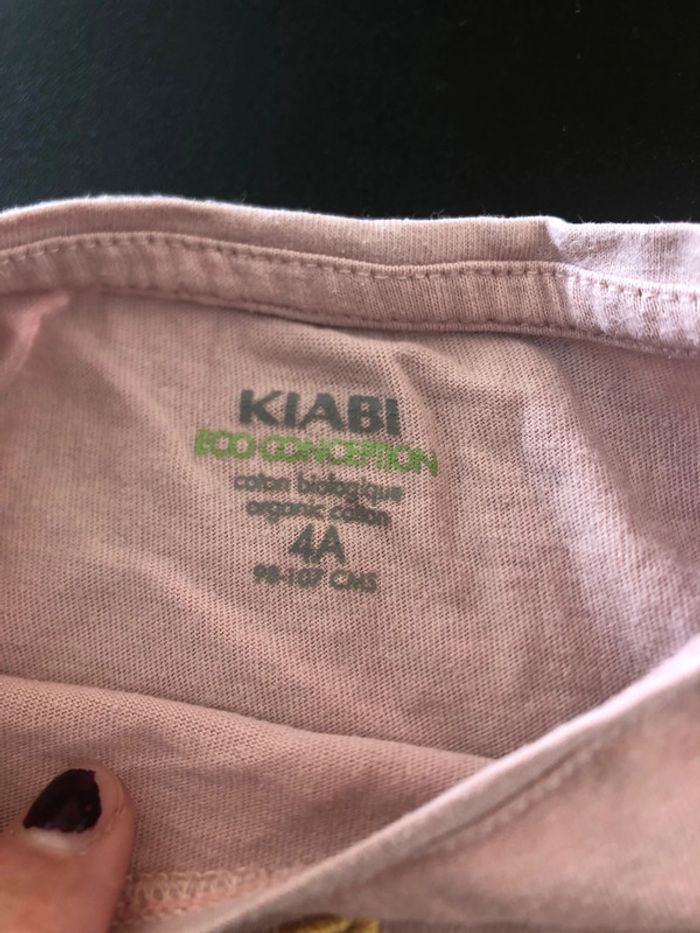 KIABI
ECO CONCEPTION
coton biologique
organic cotton
4A
98-107 CMS